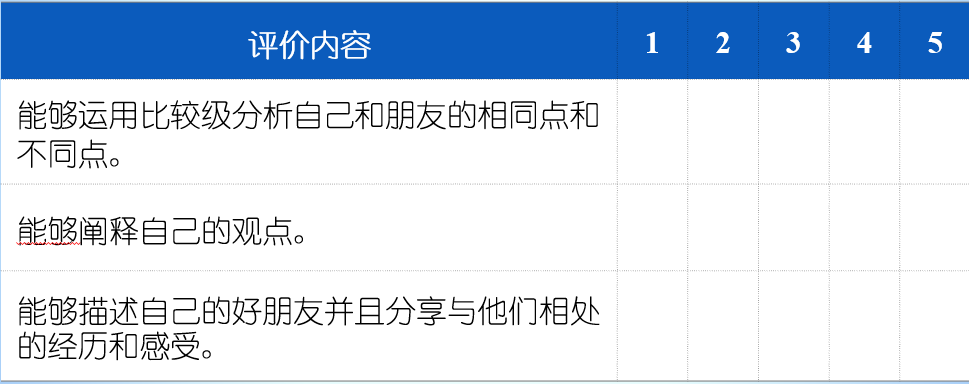 评价内容 1 2 3 4 5
能够运用比较级分析自己和朋友的相同点和
不同点。
能够阐释自己的观点。
能够描述自己的好朋友并且分享与他们相处
的经历和感受。